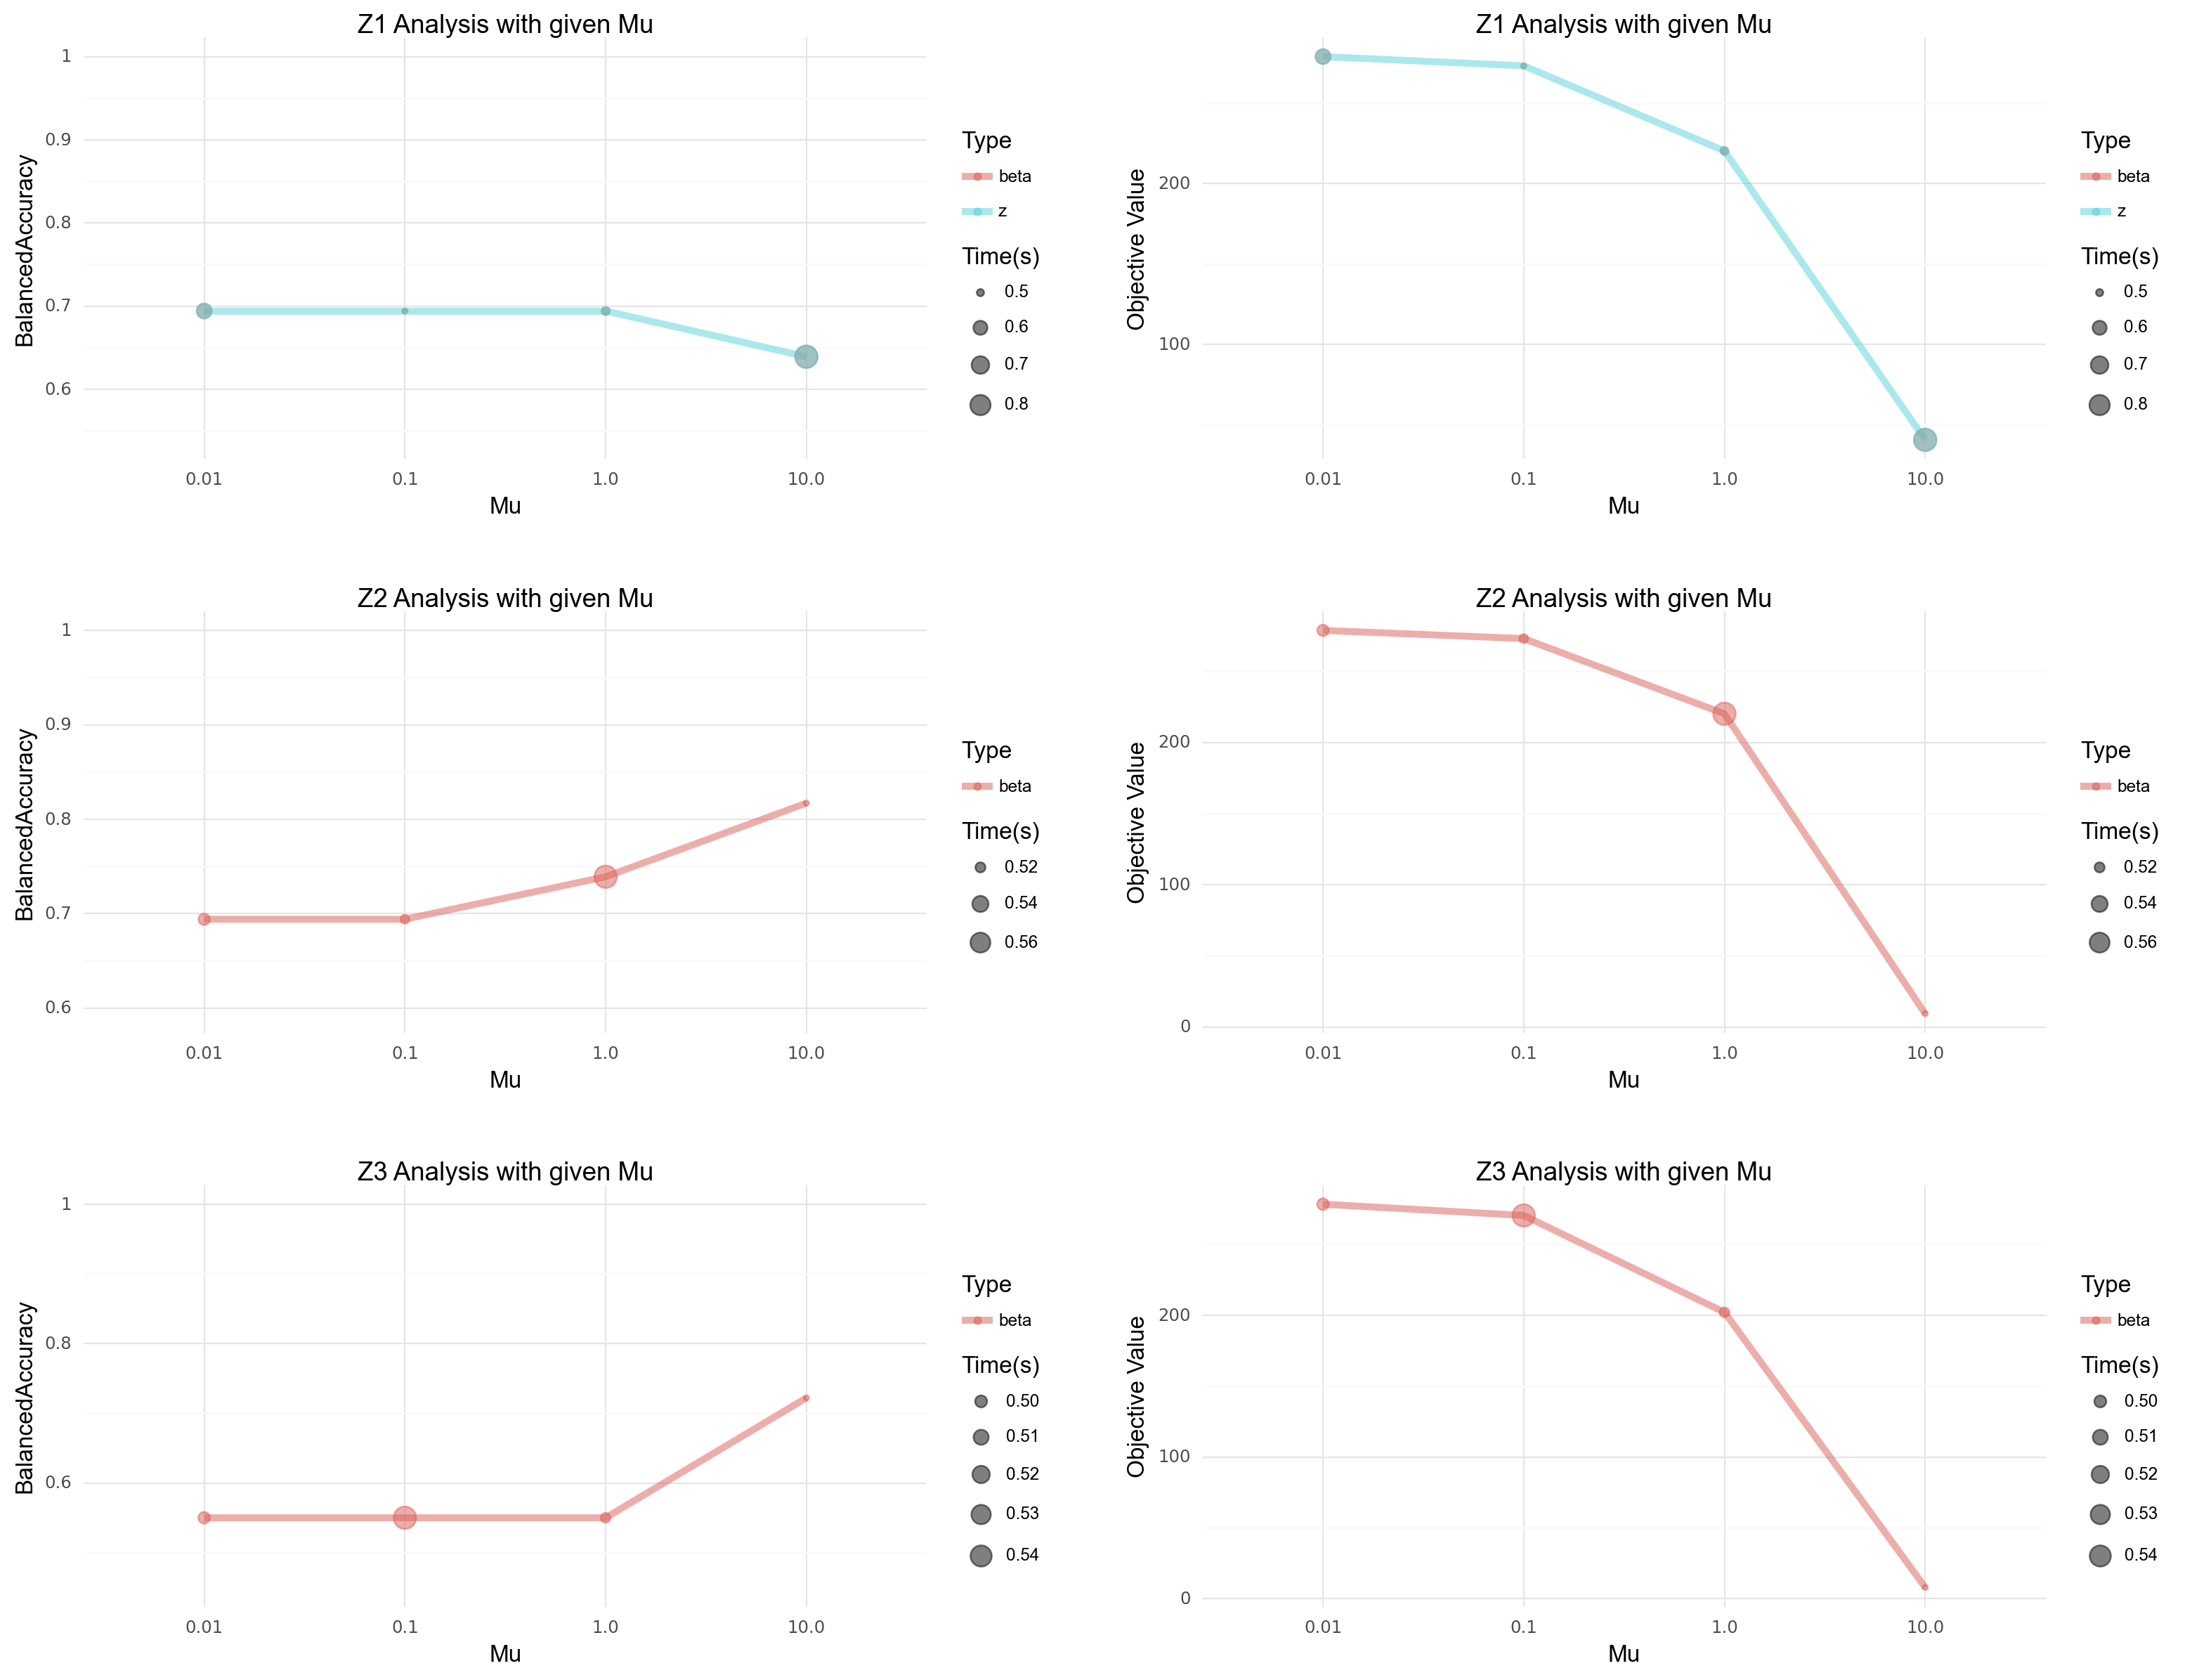 Z1 Analysis with given Mu
1
0.9
0.8
0.7
0.6
BalancedAccuracy
0.01 0.1 1.0 10.0
Mu
Type
beta
z
Time(s)
0.5
0.6
0.7
0.8
Z1 Analysis with given Mu
200
100
Objective Value
0.01 0.1 1.0 10.0
Mu
Type
beta
z
Time(s)
0.5
0.6
0.7
0.8
Z2 Analysis with given Mu
1
0.9
0.8
0.7
0.6
BalancedAccuracy
0.01 0.1 1.0 10.0
Mu
Type
beta
Time(s)
0.52
0.54
0.56
Z2 Analysis with given Mu
200
100
0
Objective Value
0.01 0.1 1.0 10.0
Mu
Type
beta
Time(s)
0.52
0.54
0.56
Z3 Analysis with given Mu
1
0.8
0.6
BalancedAccuracy
0.01 0.1 1.0 10.0
Mu
Type
beta
Time(s)
0.50
0.51
0.52
0.53
0.54
Z3 Analysis with given Mu
200
100
0
Objective Value
0.01 0.1 1.0 10.0
Mu
Type
beta
Time(s)
0.50
0.51
0.52
0.53
0.54